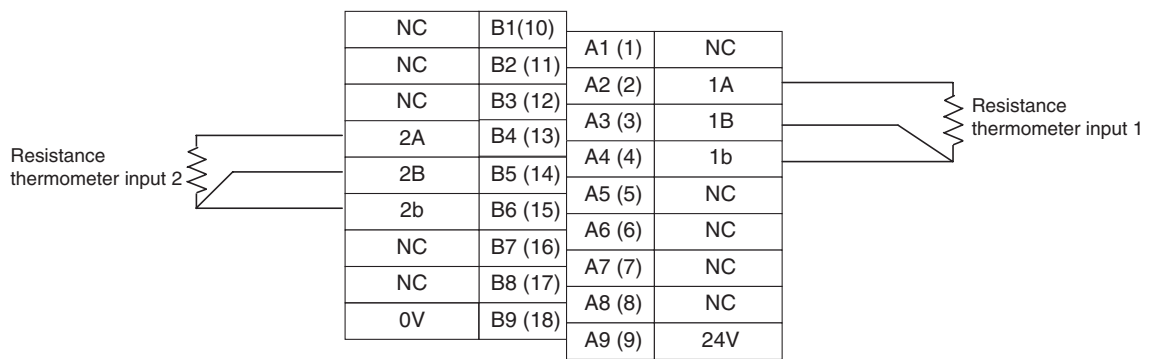 NC B1(10)
NC B2 (11)
NC B3 (12)
2A B4 (13)
2B B5 (14)
2b B6 (15)
NC B7 (16)
NC B8 (17)
0V B9 (18)
A1 (1) NC
A2 (2) 1A
A3 (3) 1B
A4 (4) 1b
A5 (5) NC
A6 (6) NC
A7 (7) NC
A8 (8) NC
A9 (9) 24V
Resistance
thermometer input 2
Resistance
thermometer input 1